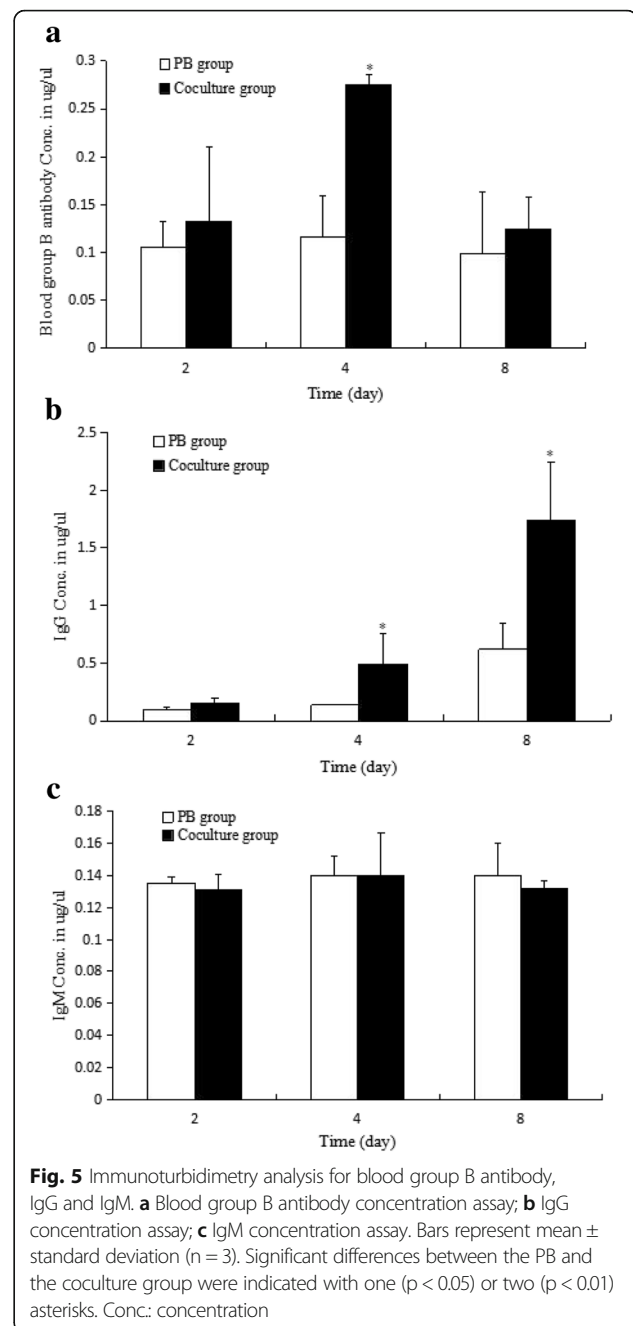 a
0.3
PB group
*
Coculture group
0.25
0.2
0.15
0.1
0.05
0
Blood group B antibody Conc. in ug/ul
2 4 8
Time (day)
b
2.5
PB group
Coculture group
*
2
1.5
1
*
0.5
0
IgG Conc. in ug/ul
2 4 8
Time (day)
c
0.18
PB group
0.16
Coculture group
0.14
0.12
0.1
0.08
0.06
0.04
0.02
0
IgM Conc. in ug/ul
2 4 8
Time (day)
Fig. 5 Immunoturbidimetry analysis for blood group B antibody,
IgG and IgM. a Blood group B antibody concentration assay; b IgG
concentration assay; c IgM concentration assay. Bars represent mean ±
standard deviation (n = 3). Significant differences between the PB and
the coculture group were indicated with one (p < 0.05) or two (p < 0.01)
asterisks. Conc.: concentration